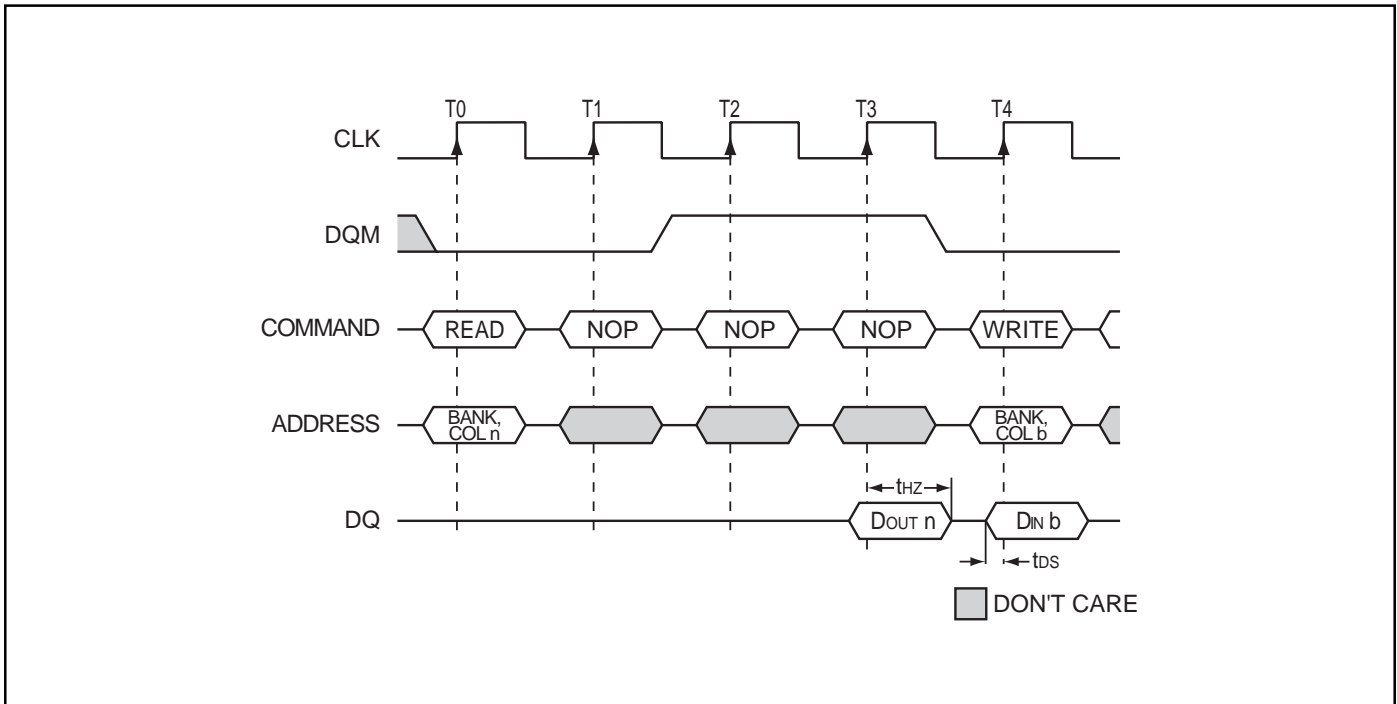 T0 T1 T2 T3 T4
CLK
DQM
COMMAND READ NOP NOP NOP WRITE
ADDRESS BANK, COL n BANK, COL b
tHZ
DQ DOUT n DIN b
tDS
DON'T CARE